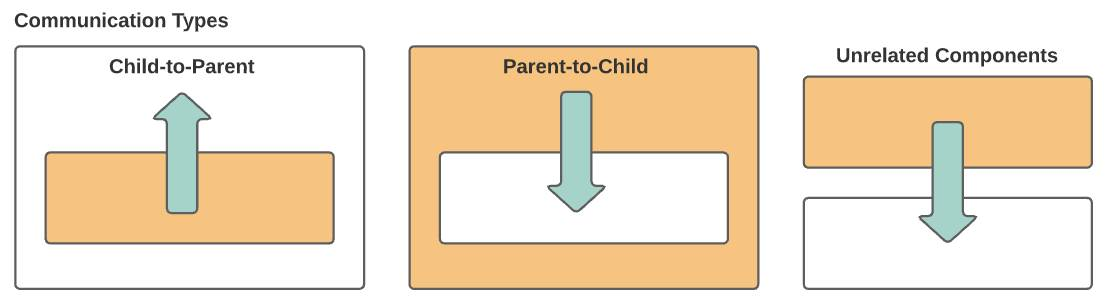 Communication Types
Child-to-Parent
Parent-to-Child
Unrelated Components